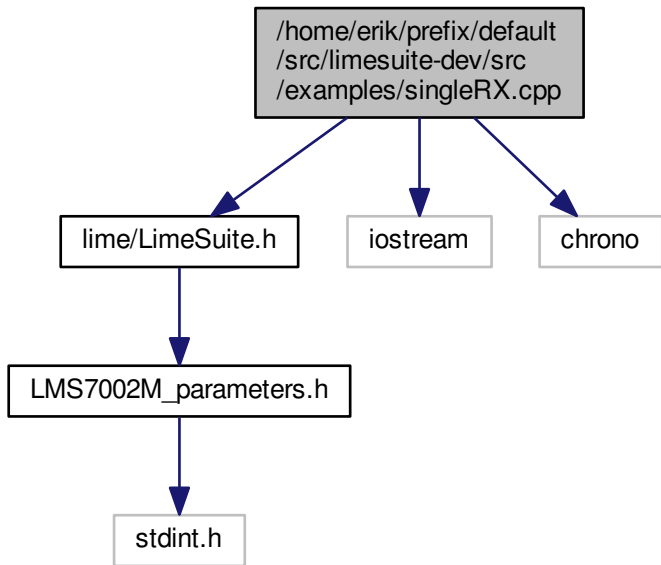 /home/erik/prefix/default
/src/limesuite-dev/src
/examples/singleRX.cpp
lime/LimeSuite.h
iostream
chrono
LMS7002M_parameters.h
stdint.h